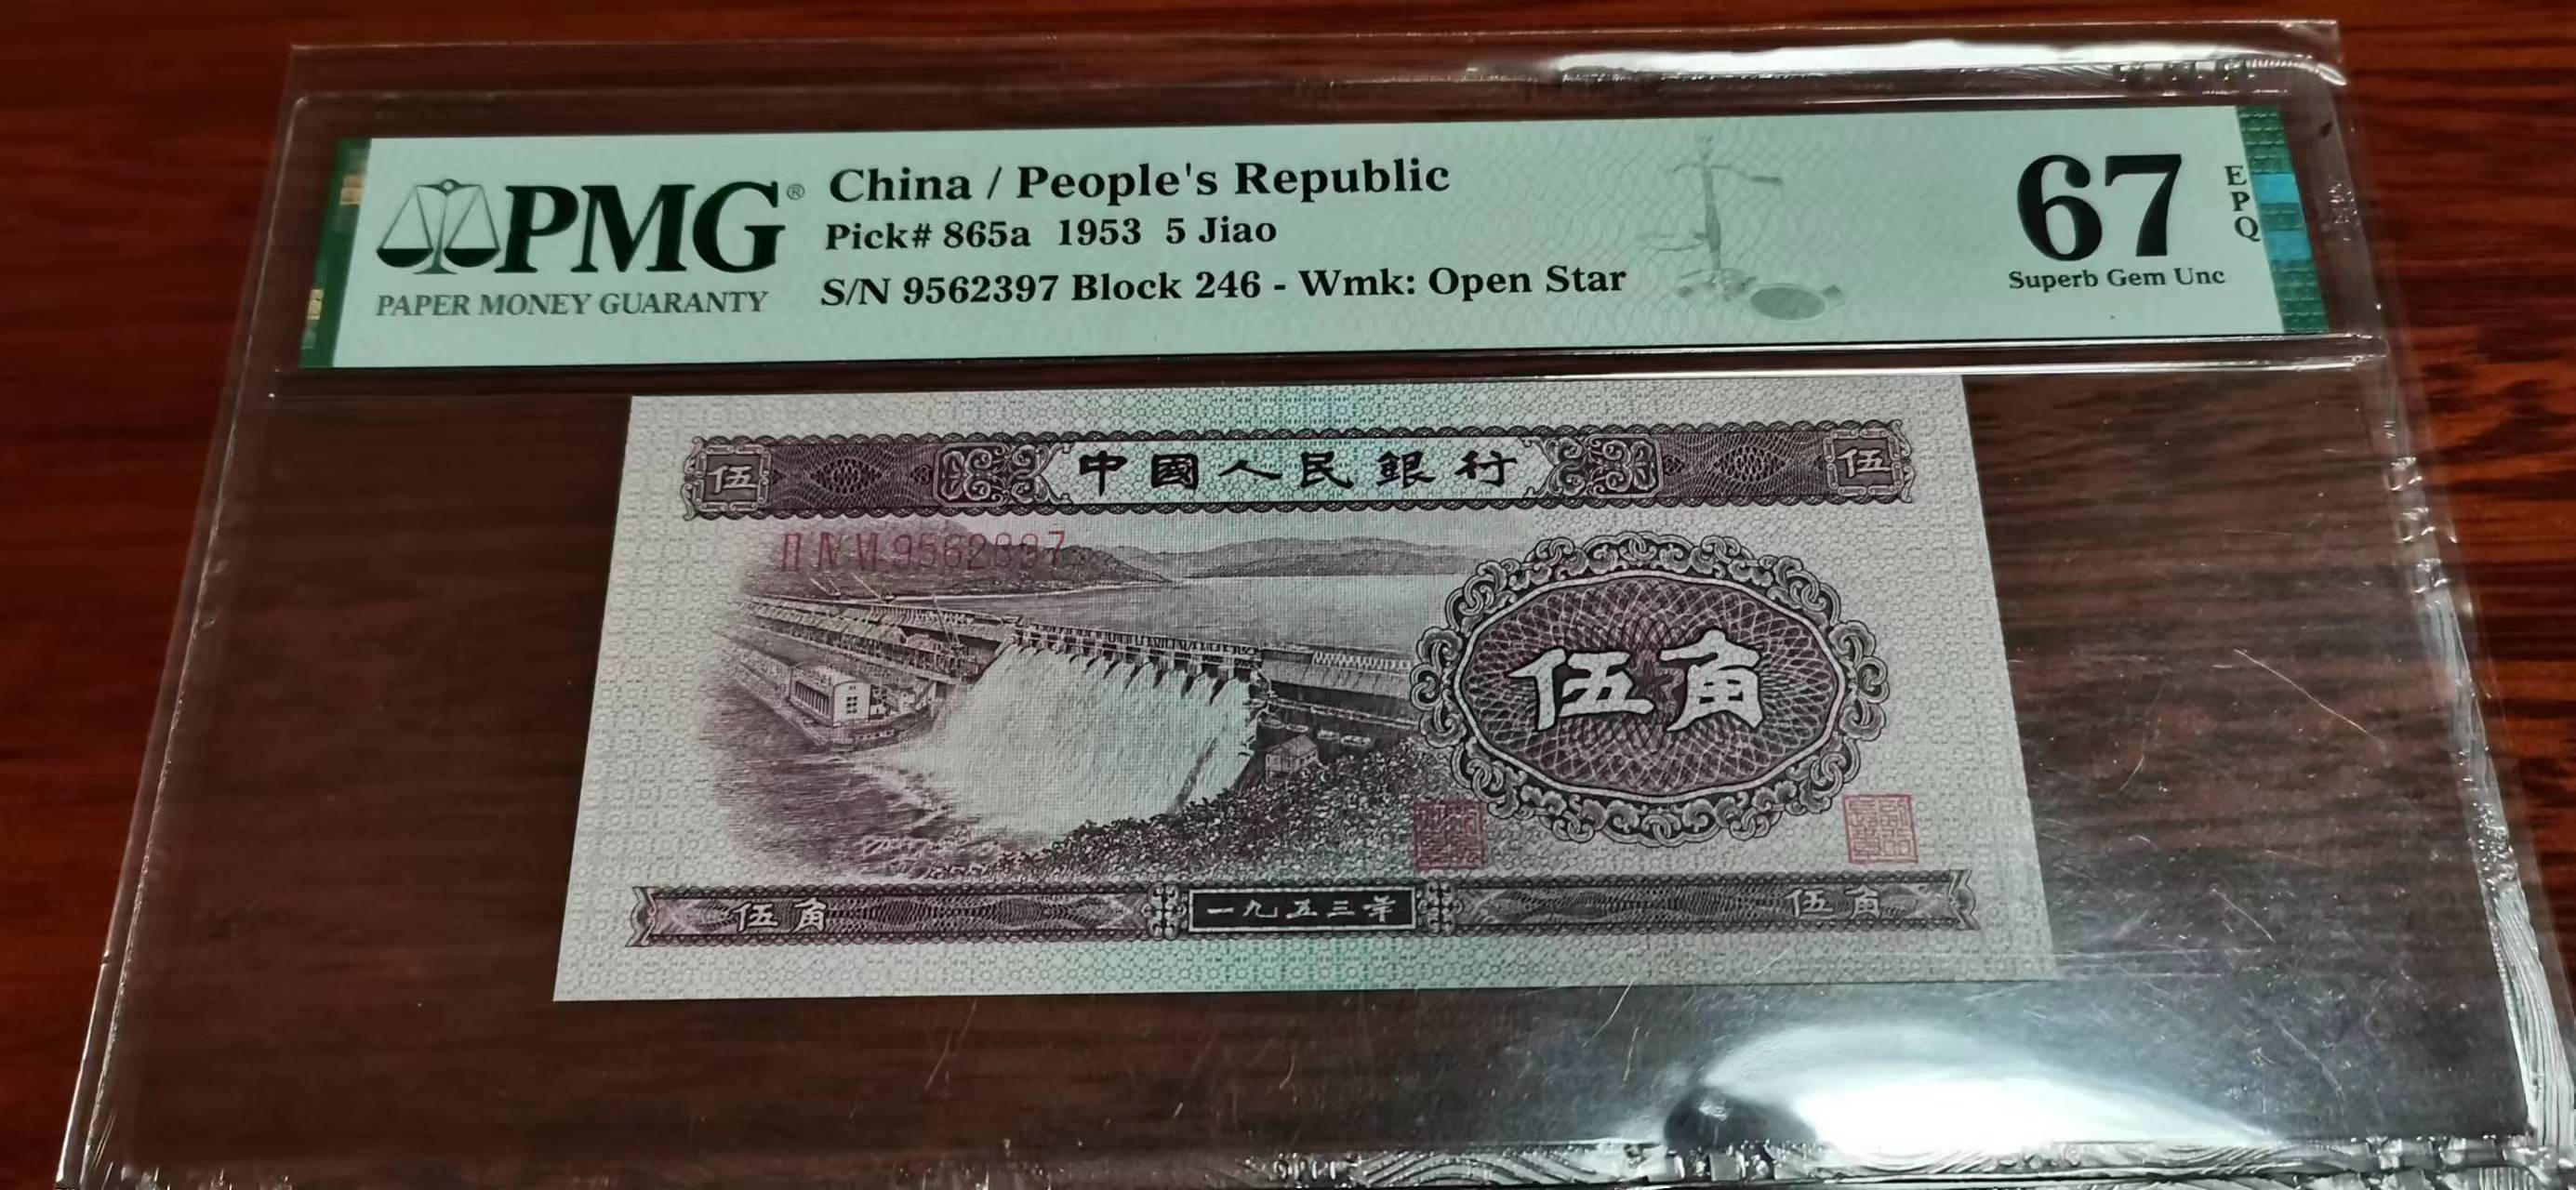 PMG®
PAPER MONEY GUARANTY
China / People's Republic
Pick# 865a 1953 5 Jiao
S/N 9562397 Block 246 - Wmk: Open Star
67
EPQ
Superb Gem Unc
伍 中國人民銀行 伍
II IV VI 9562397
伍角
伍角 一九五三年 伍角